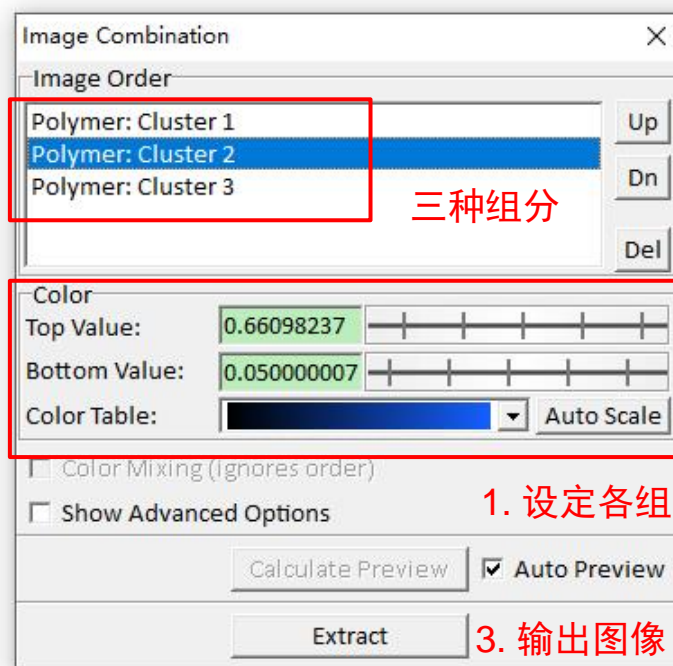 Image Combination
Image Order
Polymer: Cluster 1
Up
Polymer: Cluster 2
Polymer: Cluster 3
Dn
三种组分
Del
Color
Top Value: 0.66098237
Bottom Value: 0.050000007
Color Table: Auto Scale
Color Mixing (ignores order)
Show Advanced Options
1. 设定各组
Calculate Preview Auto Preview
Extract
3. 输出图像